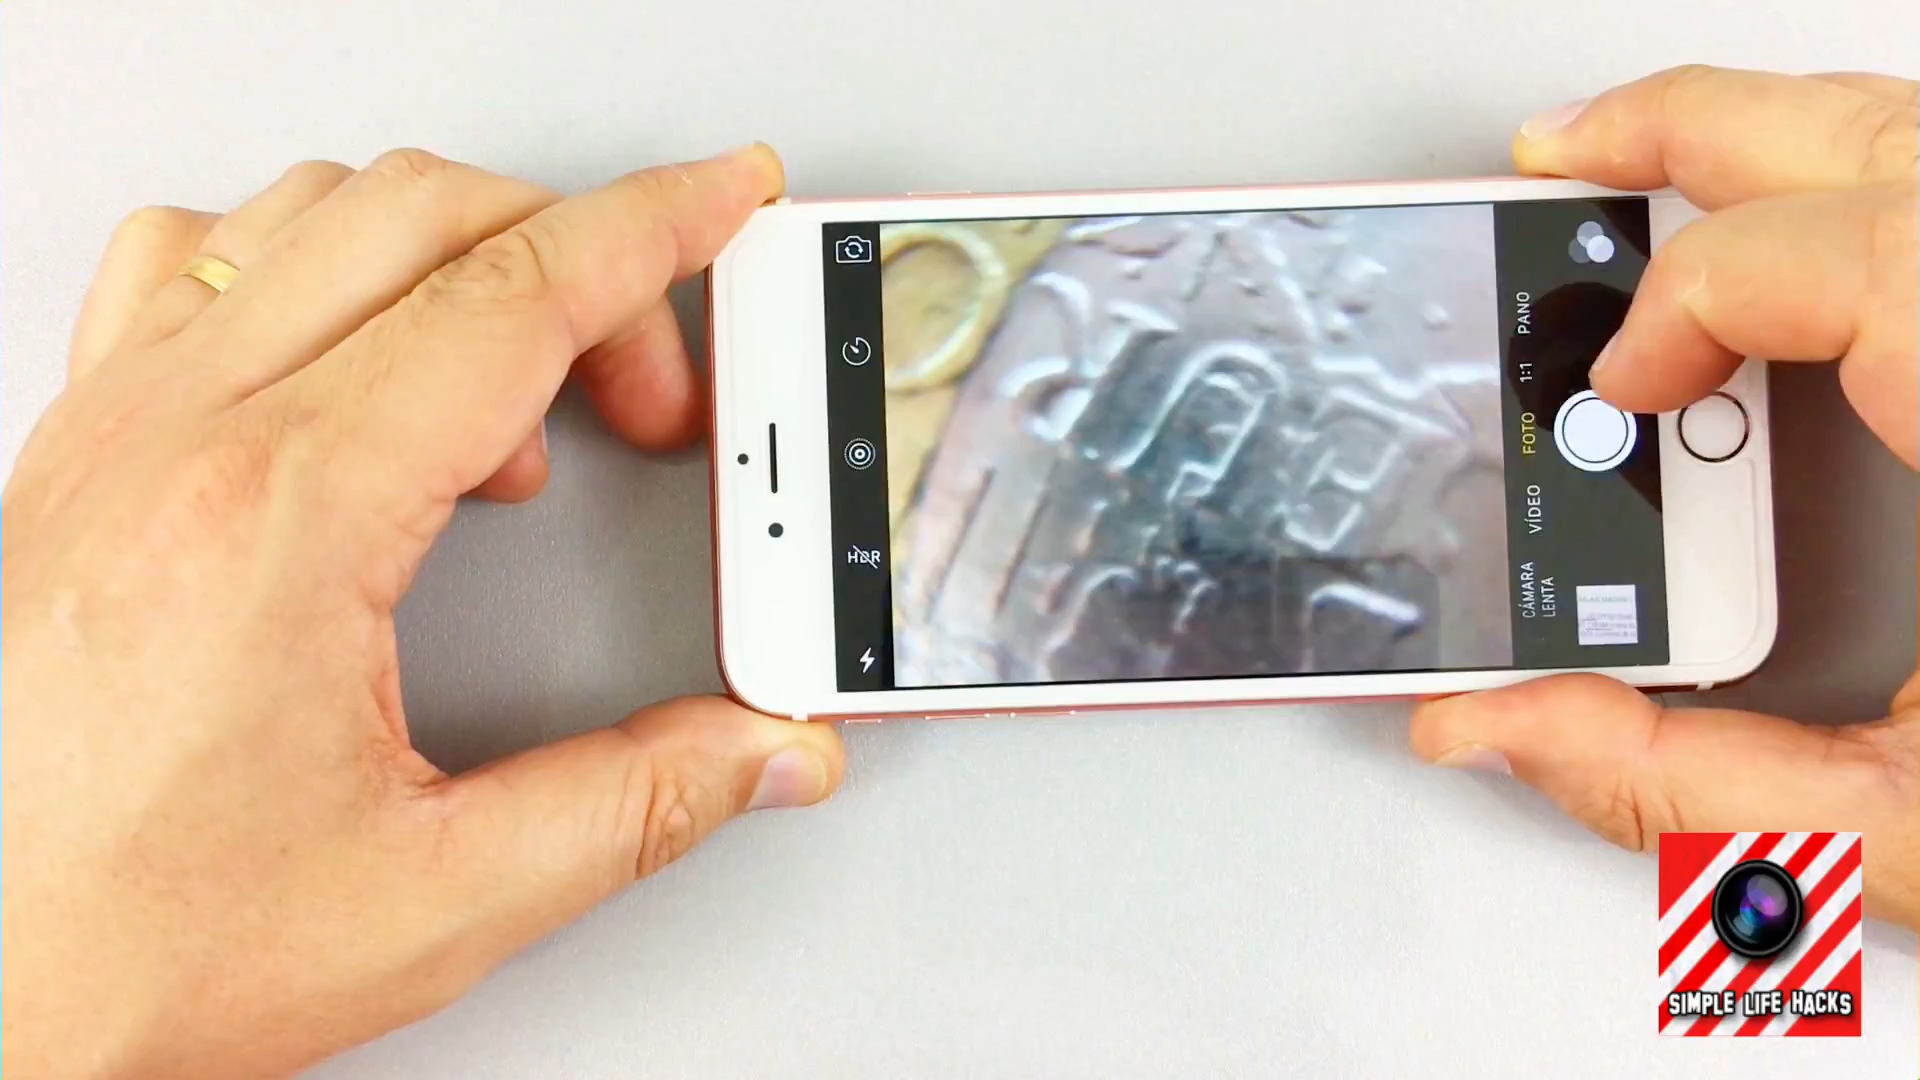 HDR
PANO
1:1
FOTO
VÍDEO
CÁMARA
LENTA
SIMPLE LIFE HACKS